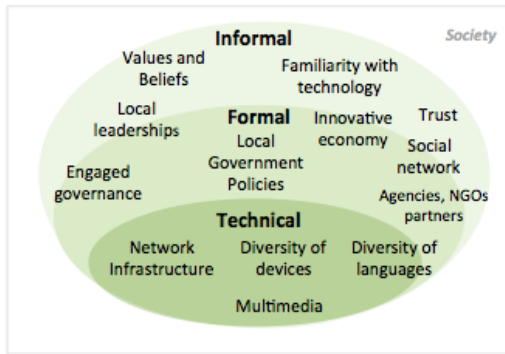 Informal
Society
Values and
Beliefs
Familiarity with
technology
Local
leaderships
Formal
Innovative
economy
Trust
Local
Government
Policies
Social
network
Engaged
governance
Agencies, NGOs
partners
Technical
Network
Infrastructure
Diversity of
devices
Diversity of
languages
Multimedia